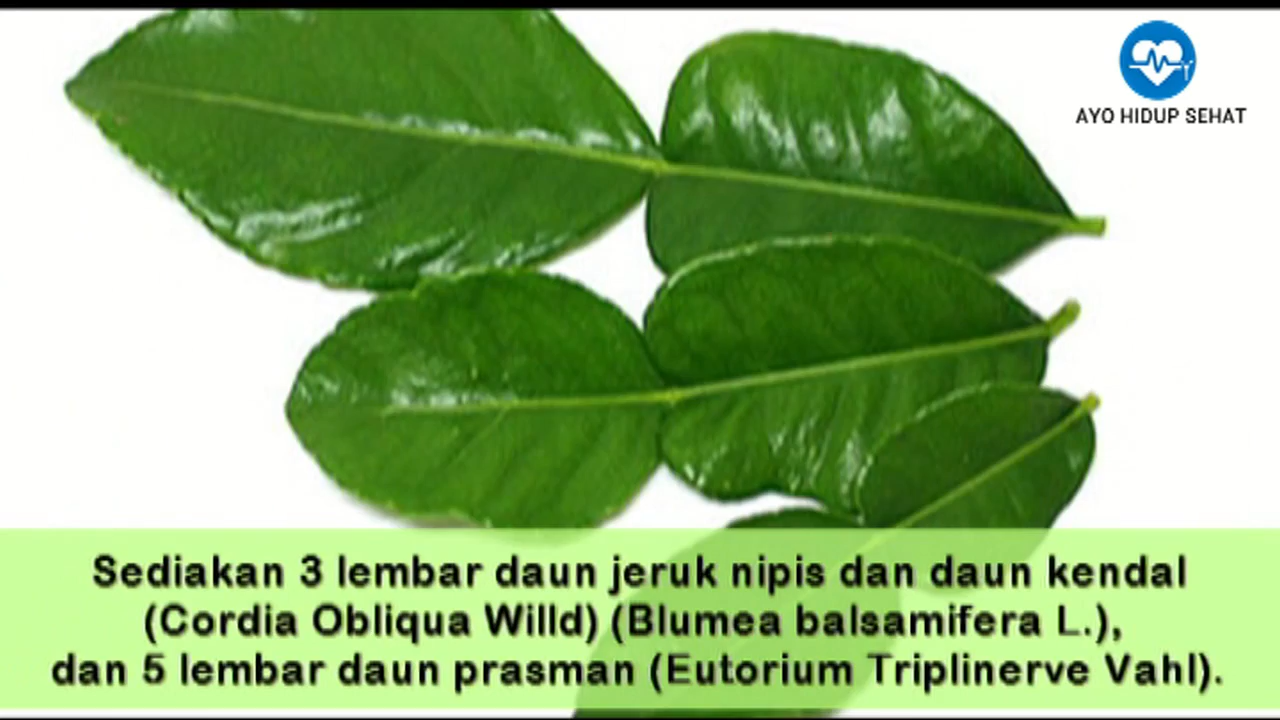 AYO HIDUP SEHAT
Sediakan 3 lembar daun jeruk nipis dan daun kendal
(Cordia Obliqua Willd) (Blumea balsamifera L.),
dan 5 lembar daun prasman (Eutorium Triplinerve Vahl).